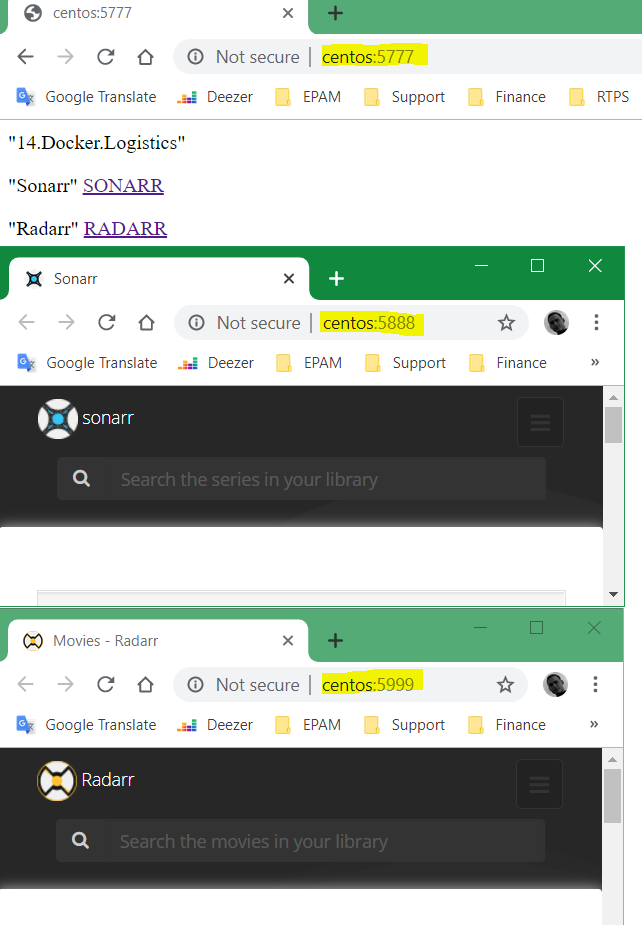 centos:5777
Not secure | centos:5777
Google Translate Deezer EPAM Support Finance RTPS
"14.Docker.Logistics"
"Sonarr" SONARR
"Radarr" RADARR
Sonarr
Not secure | centos:5888
Google Translate Deezer EPAM Support Finance »
sonarr
Search the series in your library
Movies - Radarr
Not secure | centos:5999
Google Translate Deezer EPAM Support Finance »
Radarr
Search the movies in your library